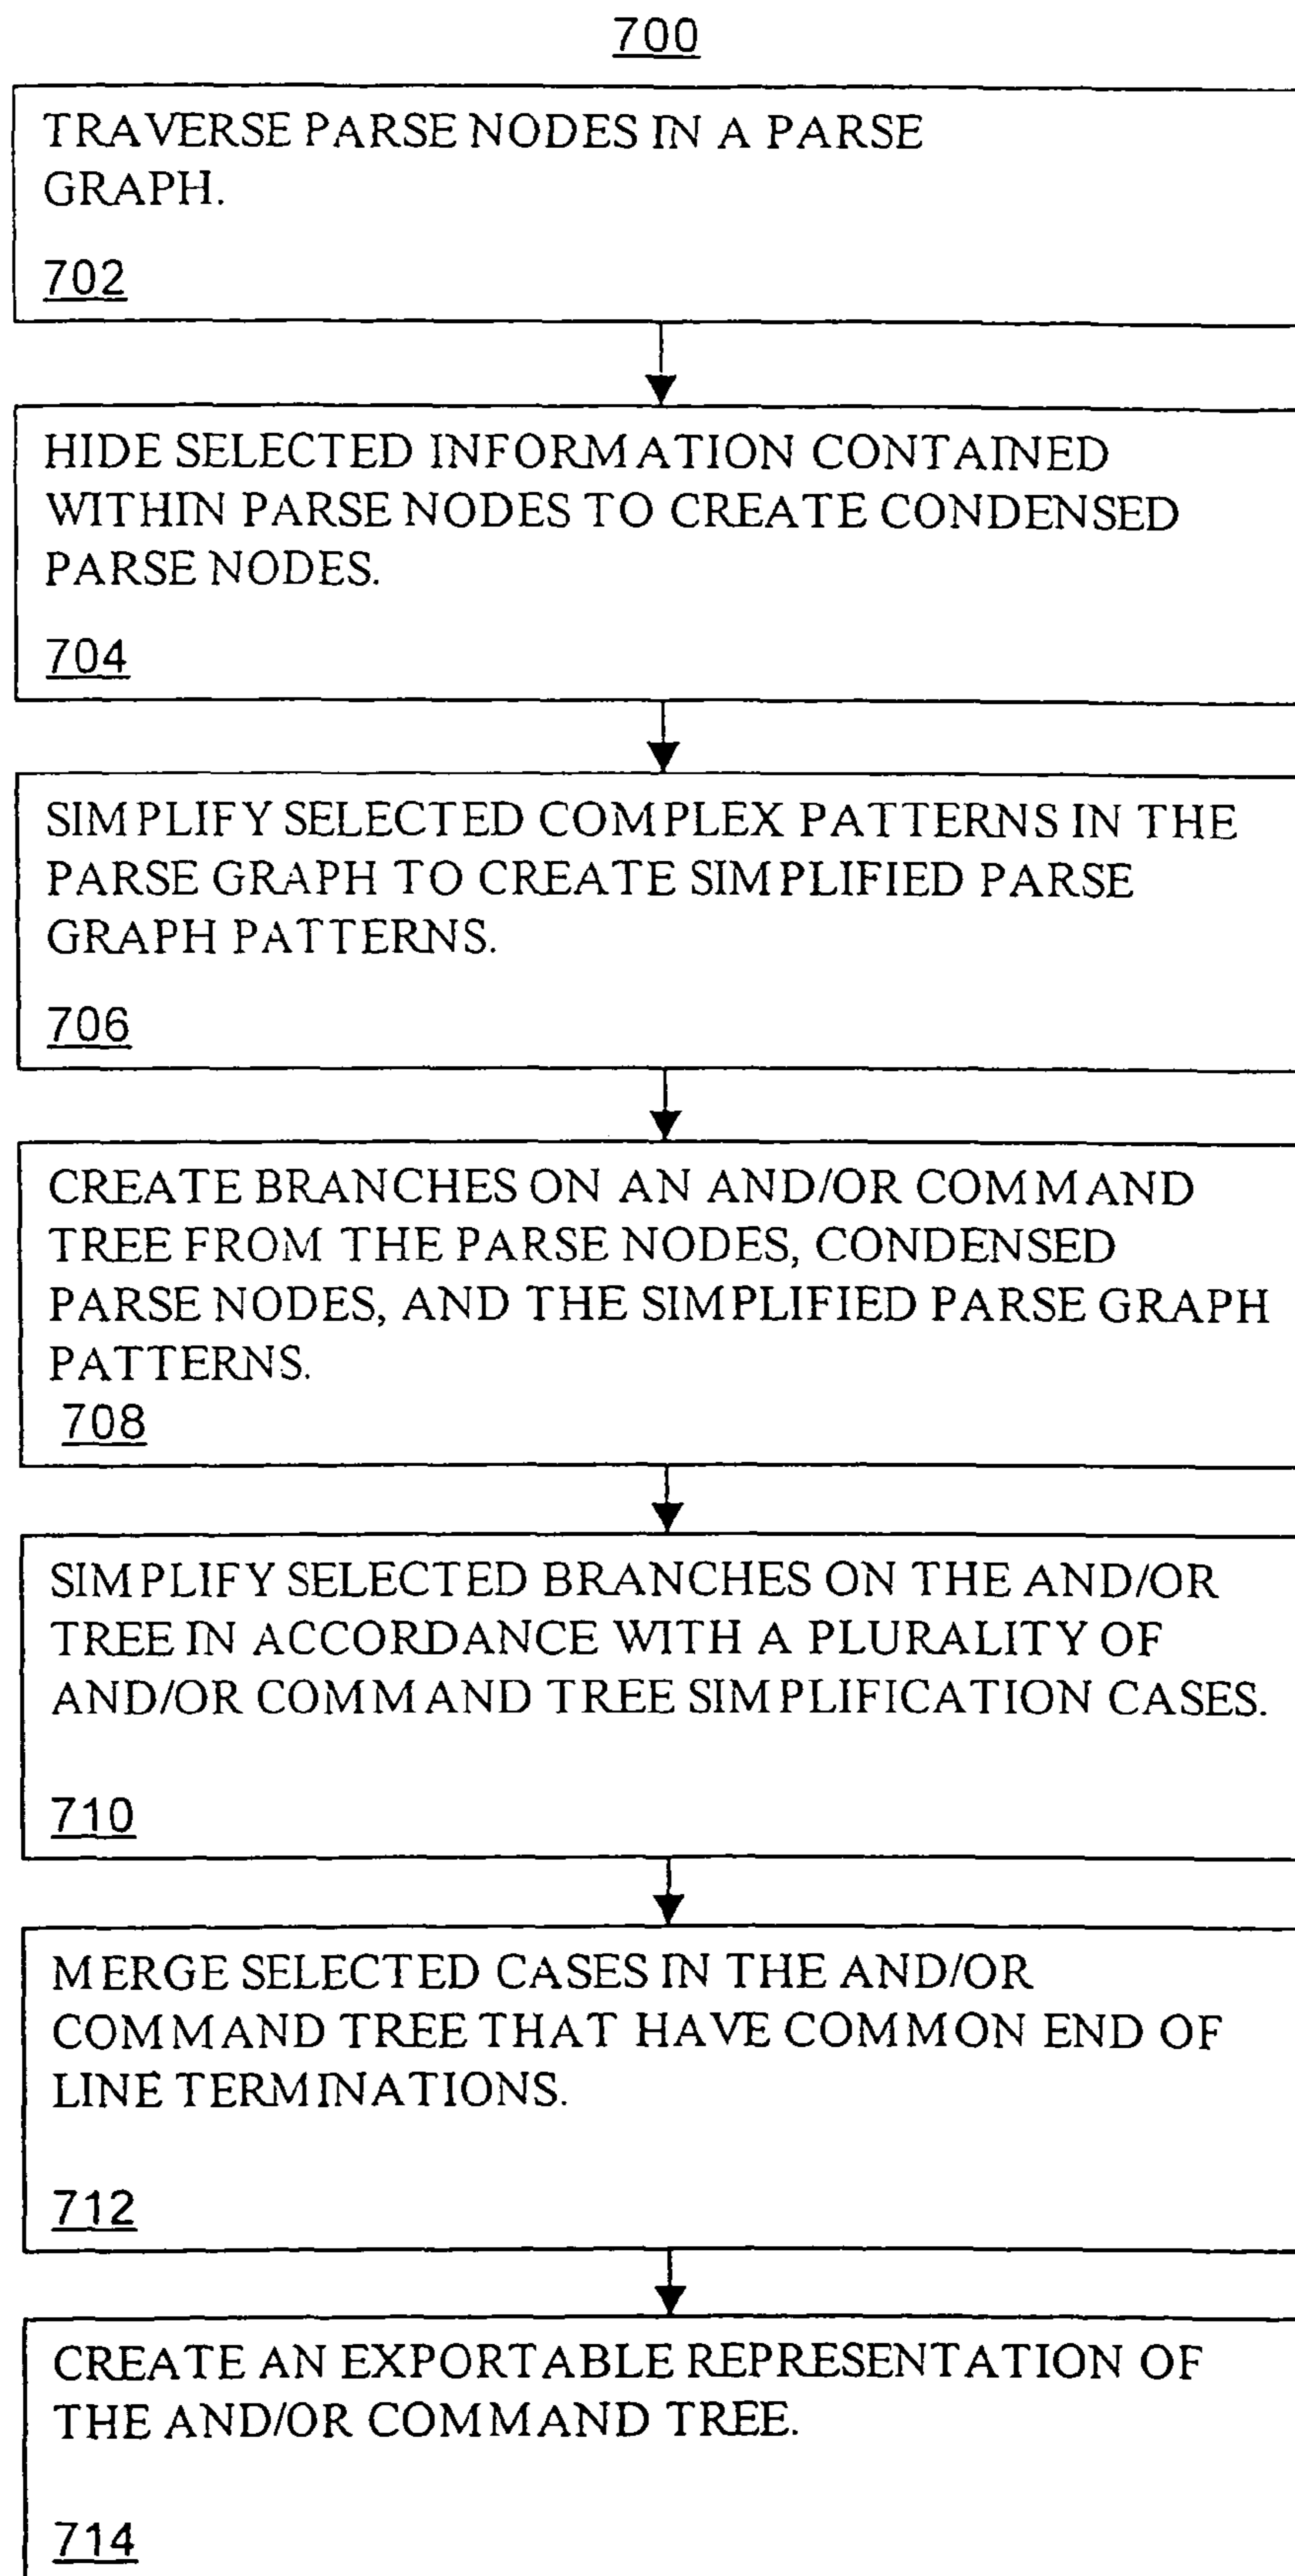 700
TRAVERSE PARSE NODES IN A PARSE
GRAPH.
702
HIDE SELECTED INFORMATION CONTAINED
WITHIN PARSE NODES TO CREATE CONDENSED
PARSE NODES.
704
SIMPLIFY SELECTED COMPLEX PATTERNS IN THE
PARSE GRAPH TO CREATE SIMPLIFIED PARSE
GRAPH PATTERNS.
706
CREATE BRANCHES ON AN AND/OR COMMAND
TREE FROM THE PARSE NODES, CONDENSED
PARSE NODES, AND THE SIMPLIFIED PARSE GRAPH
PATTERNS.
708
SIMPLIFY SELECTED BRANCHES ON THE AND/OR
TREE IN ACCORDANCE WITH A PLURALITY OF
AND/OR COMMAND TREE SIMPLIFICATION CASES.
710
MERGE SELECTED CASES IN THE AND/OR
COMMAND TREE THAT HAVE COMMON END OF
LINE TERMINATIONS.
712
CREATE AN EXPORTABLE REPRESENTATION OF
THE AND/OR COMMAND TREE.
714